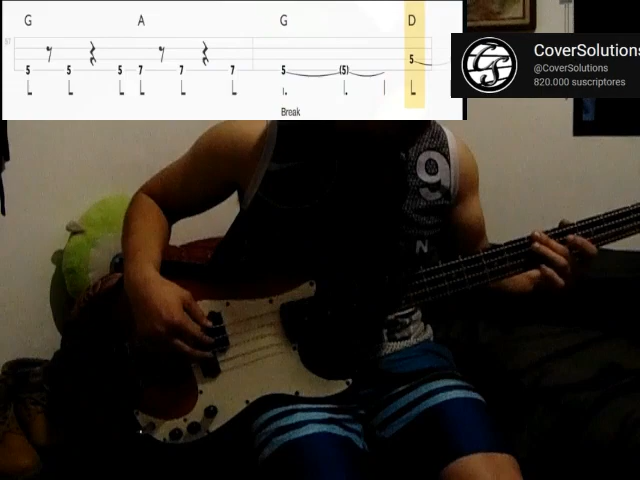 G A G D
97
5
5 5 5 7 7 7 5 (5)
Break
CoverSolutions
@CoverSolutions
820.000 suscriptores
9
N